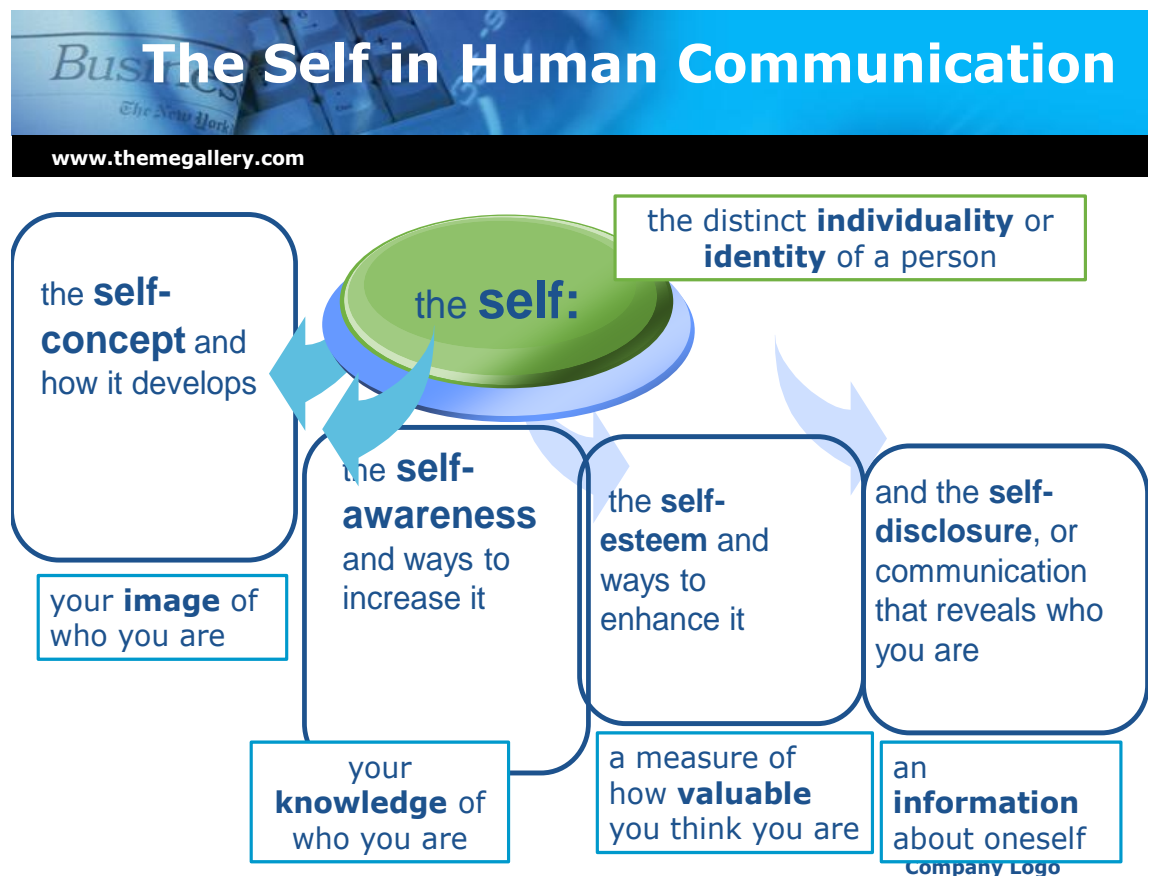 Business
The New York
The Self in Human Communication
www.themegallery.com
the self:
the distinct individuality or
identity of a person
the self-
concept and
how it develops
your image of
who you are
the self-
awareness
and ways to
increase it
your
knowledge of
who you are
the self-
esteem and
ways to
enhance it
a measure of
how valuable
you think you are
and the self-
disclosure, or
communication
that reveals who
you are
an
information
about oneself
Company Logo